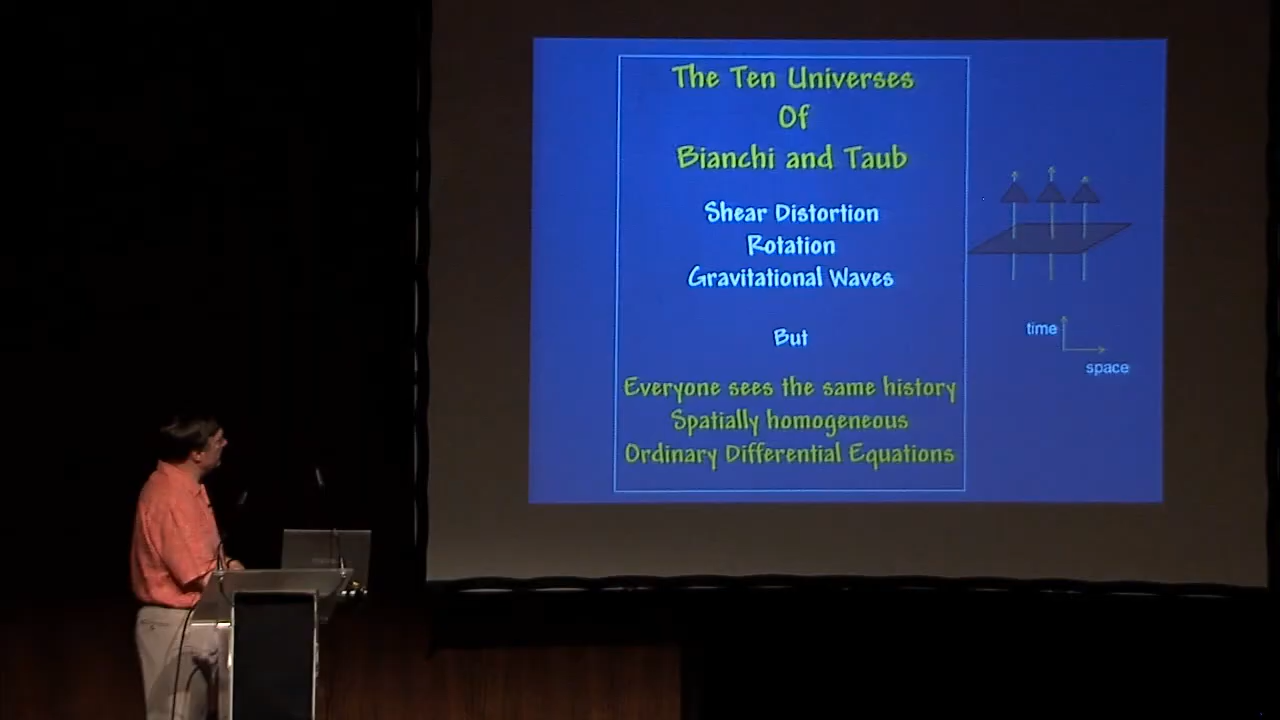 The Ten Universes
Of
Bianchi and Taub
Shear Distortion
Rotation
Gravitational Waves
But
Everyone sees the same history
Spatially homogeneous
Ordinary Differential Equations
time
space